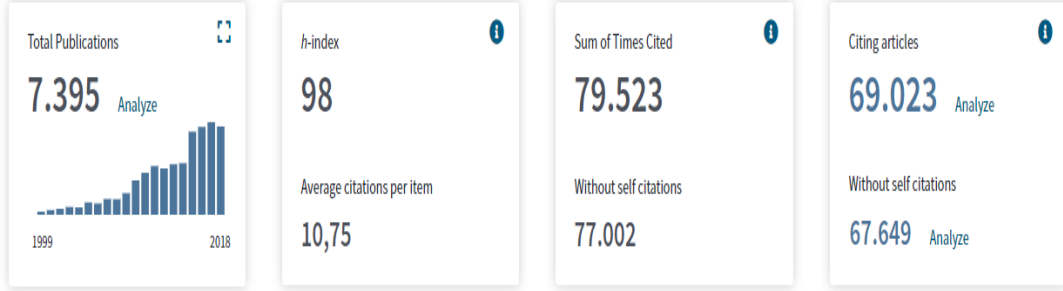 Total Publications
7.395 Analyze
1999 2018
h-index
98
Average citations per item
10,75
Sum of Times Cited
79.523
Without self citations
77.002
Citing articles
69.023 Analyze
Without self citations
67.649 Analyze